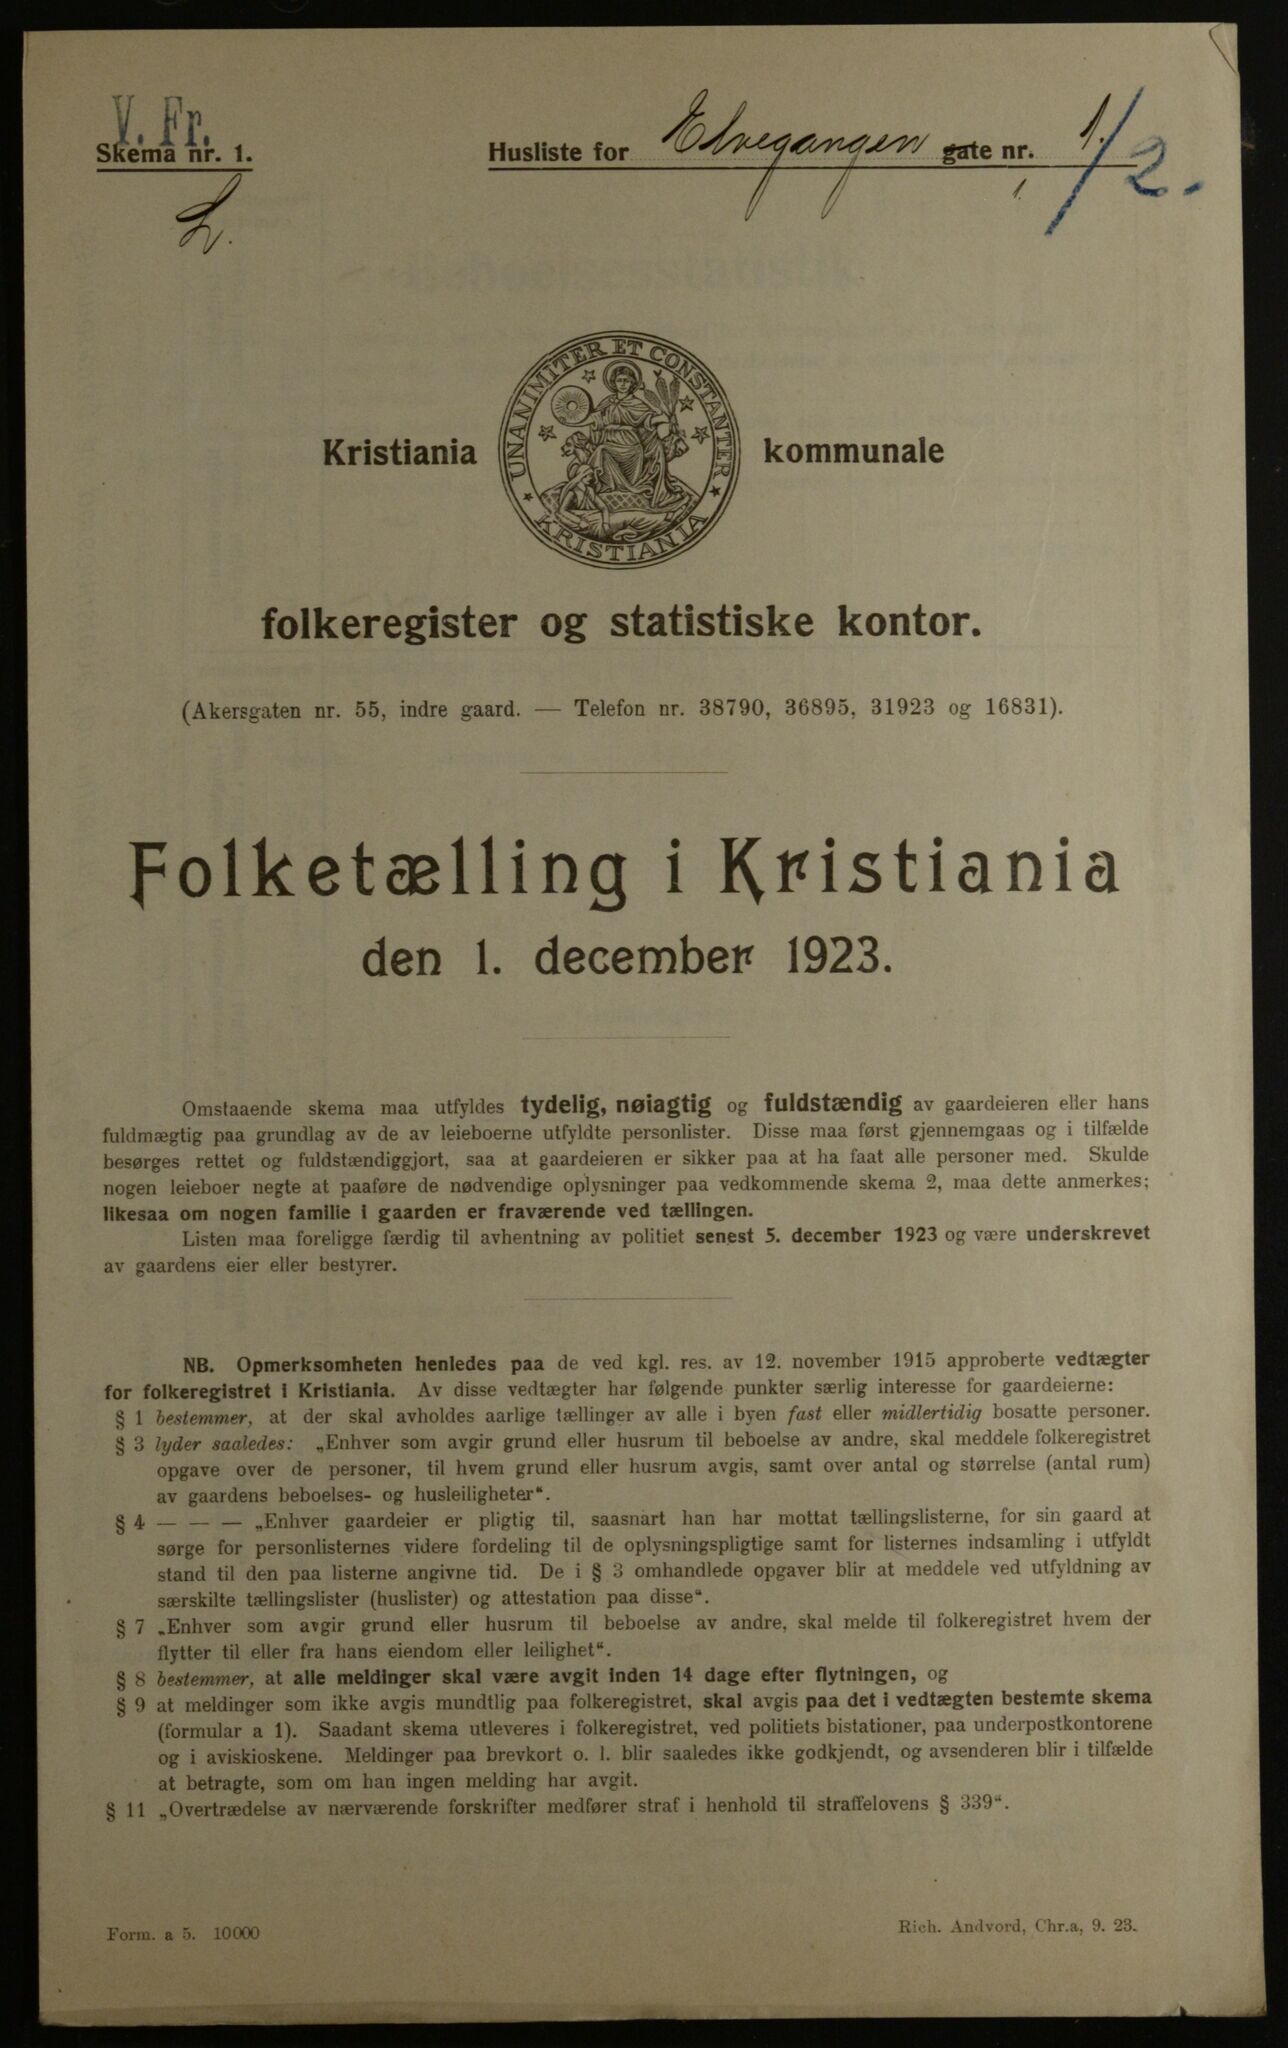 V. Fr.
Skema nr. 1.
Husliste for Elvegangen gate nr. 1. /2.
L.
UNANIMITER ET CONSTANTER
KRISTIANIA
Kristiania kommunale
folkeregister og statistiske kontor.
(Akersgaten nr. 55, indre gaard. — Telefon nr. 38790, 36895, 31923 og 16831).
Folketælling i Kristiania
den 1. december 1923.
Omstaaende skema maa utfyldes tydelig, nøiagtig og fuldstændig av gaardeieren eller hans
fuldmægtig paa grundlag av de av leieboerne utfyldte personlister. Disse maa først gjennemgaas og i tilfælde
besørges rettet og fuldstændiggjort, saa at gaardeieren er sikker paa at ha faat alle personer med. Skulde
nogen leieboer negte at paaføre de nødvendige oplysninger paa vedkommende skema 2, maa dette anmerkes;
likesaa om nogen familie i gaarden er fraværende ved tællingen.
Listen maa foreligge færdig til avhentning av politiet senest 5. december 1923 og være underskrevet
av gaardens eier eller bestyrer.
NB. Opmerksomheten henledes paa de ved kgl. res. av 12. november 1915 approberte vedtægter
for folkeregistret i Kristiania. Av disse vedtægter har følgende punkter særlig interesse for gaardeierne:
§ 1 bestemmer, at der skal avholdes aarlige tællinger av alle i byen fast eller midlertidig bosatte personer.
§ 3 lyder saaledes: „Enhver som avgir grund eller husrum til beboelse av andre, skal meddele folkeregistret
opgave over de personer, til hvem grund eller husrum avgis, samt over antal og størrelse (antal rum)
av gaardens beboelses- og husleiligheter“.
§ 4 — — — „Enhver gaardeier er pligtig til, saasnart han har mottat tællingslisterne, for sin gaard at
sørge for personlisternes videre fordeling til de oplysningspligtige samt for listernes indsamling i utfyldt
stand til den paa listerne angivne tid. De i § 3 omhandlede opgaver blir at meddele ved utfyldning av
særskilte tællingslister (huslister) og attestation paa disse“.
§ 7 „Enhver som avgir grund eller husrum til beboelse av andre, skal melde til folkeregistret hvem der
flytter til eller fra hans eiendom eller leilighet“.
§ 8 bestemmer, at alle meldinger skal være avgit inden 14 dage efter flytningen, og
§ 9 at meldinger som ikke avgis mundtlig paa folkeregistret, skal avgis paa det i vedtægten bestemte skema
(formular a 1). Saadant skema utleveres i folkeregistret, ved politiets bistationer, paa underpostkontorene
og i aviskioskene. Meldinger paa brevkort o. l. blir saaledes ikke godkjendt, og avsenderen blir i tilfælde
at betragte, som om han ingen melding har avgit.
§ 11 „Overtrædelse av nærværende forskrifter medfører straf i henhold til straffelovens § 339“.
Form. a 5. 10000
Rich. Andvord, Chr.a, 9. 23.